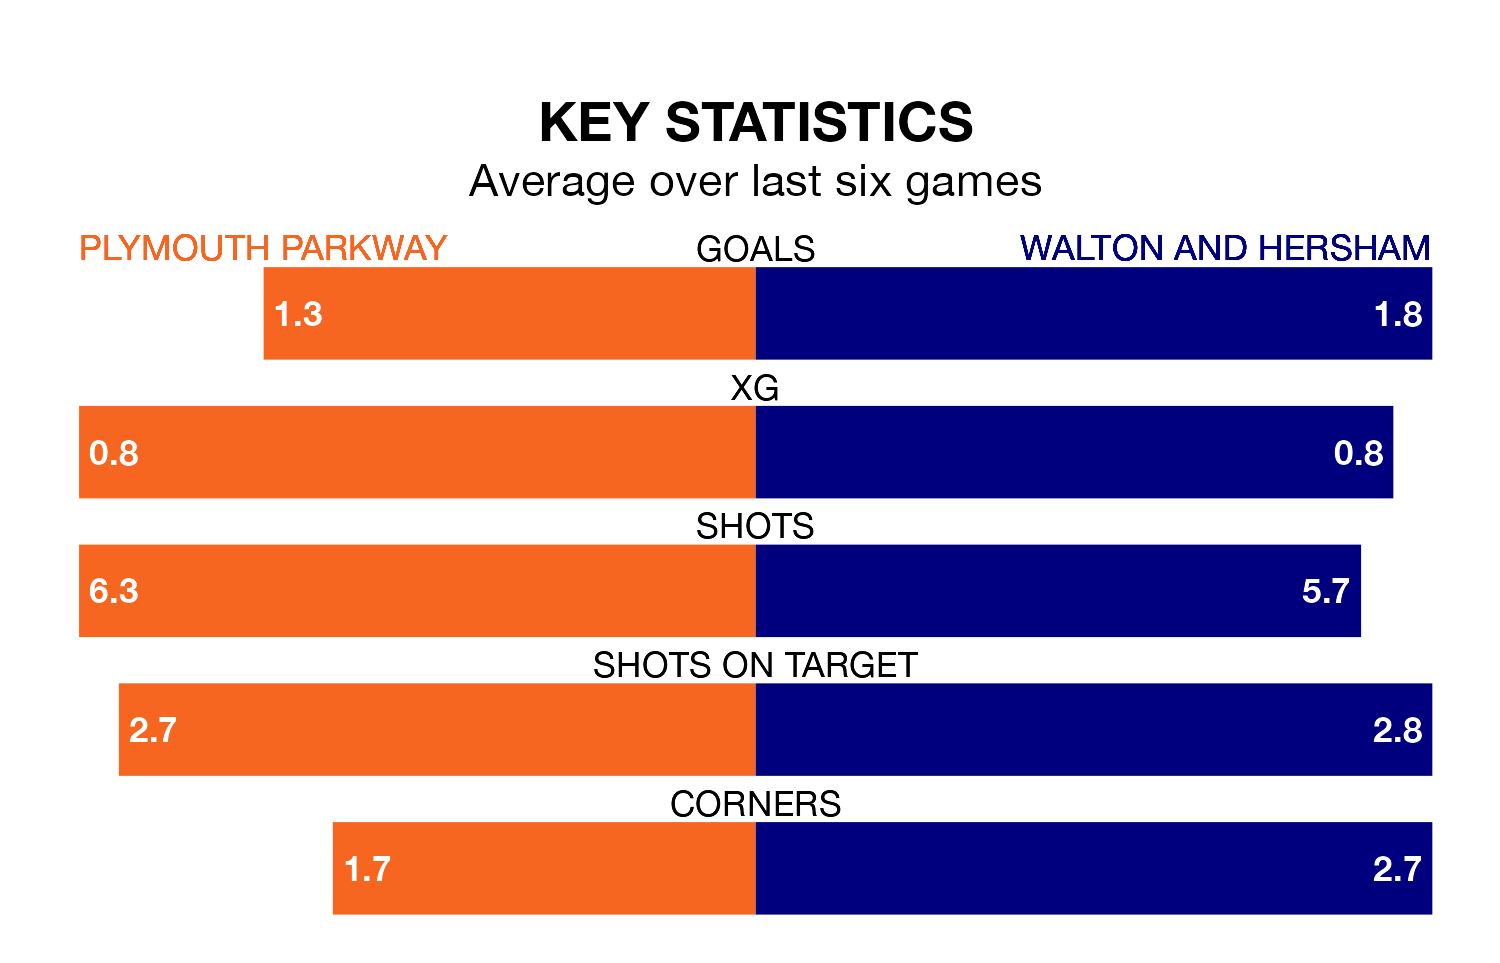 KEY STATISTICS
Average over last six games
PLYMOUTH PARKWAY GOALS WALTON AND HERSHAM
1.3 1.8
XG
0.8 0.8
SHOTS
6.3 5.7
SHOTS ON TARGET
2.7 2.8
CORNERS
1.7 2.7